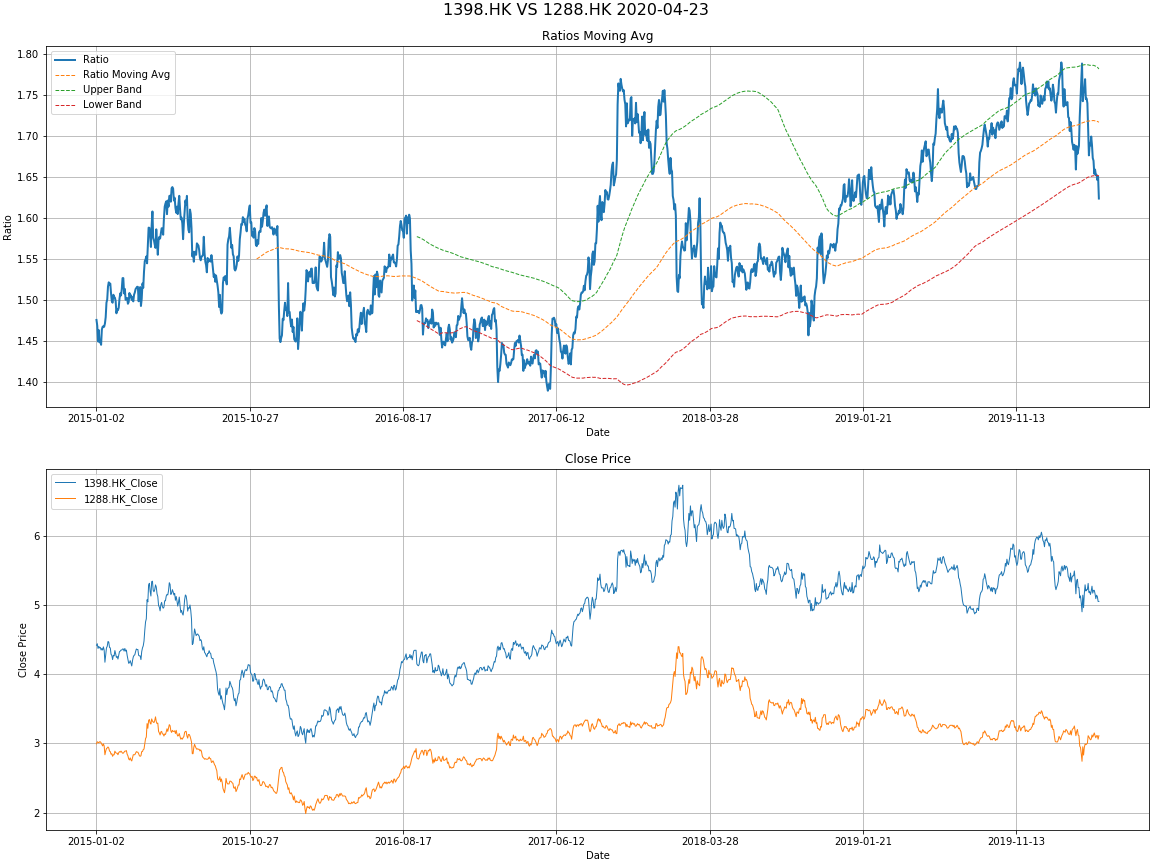 1398.HK VS 1288.HK 2020-04-23
Ratios Moving Avg
Ratio
Ratio Moving Avg
Upper Band
Lower Band
1.80
1.75
1.70
1.65
1.60
1.55
1.50
1.45
1.40
Ratio
2015-01-02 2015-10-27 2016-08-17 2017-06-12 2018-03-28 2019-01-21 2019-11-13
Date
Close Price
1398.HK_Close
1288.HK_Close
6
5
4
3
2
Close Price
2015-01-02 2015-10-27 2016-08-17 2017-06-12 2018-03-28 2019-01-21 2019-11-13
Date